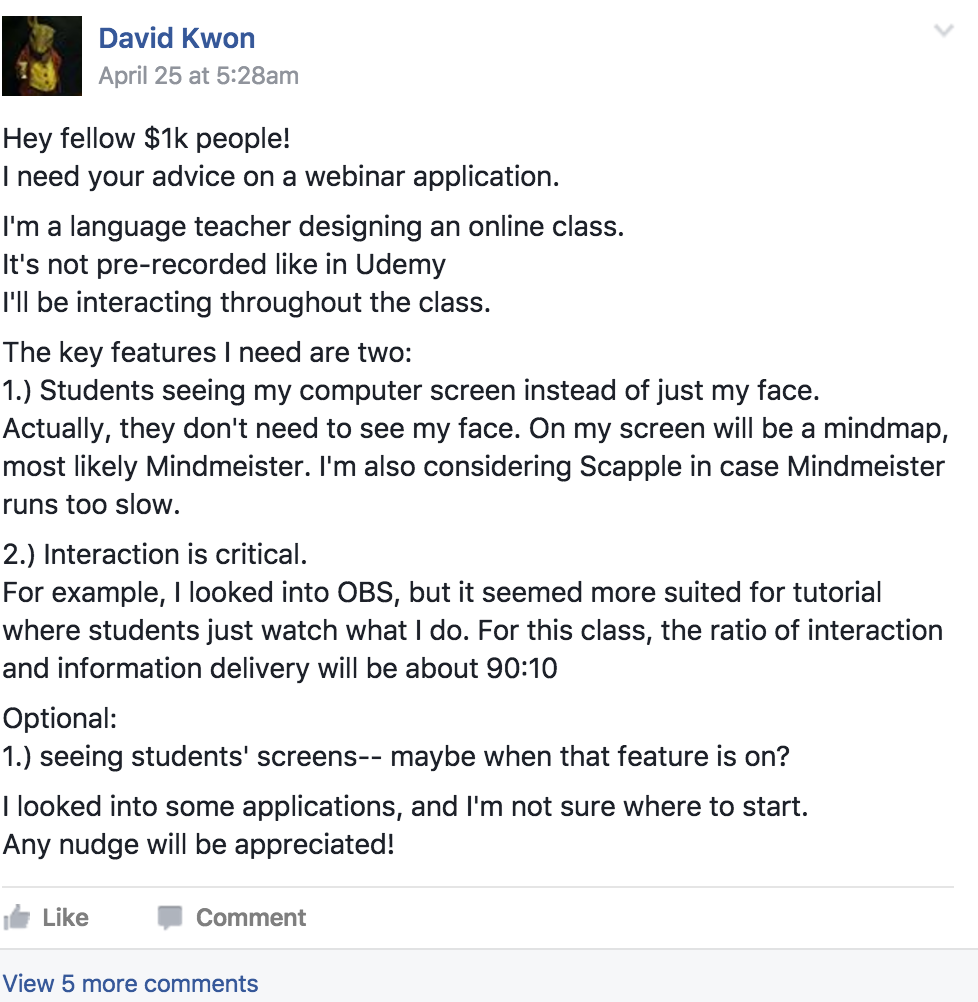 David Kwon
April 25 at 5:28am
Hey fellow $1k people!
I need your advice on a webinar application.
I'm a language teacher designing an online class.
It's not pre-recorded like in Udemy
I'll be interacting throughout the class.
The key features I need are two:
1.) Students seeing my computer screen instead of just my face.
Actually, they don't need to see my face. On my screen will be a mindmap,
most likely Mindmeister. I'm also considering Scapple in case Mindmeister
runs too slow.
2.) Interaction is critical.
For example, I looked into OBS, but it seemed more suited for tutorial
where students just watch what I do. For this class, the ratio of interaction
and information delivery will be about 90:10
Optional:
1.) seeing students' screens-- maybe when that feature is on?
I looked into some applications, and I'm not sure where to start.
Any nudge will be appreciated!
Like Comment
View 5 more comments